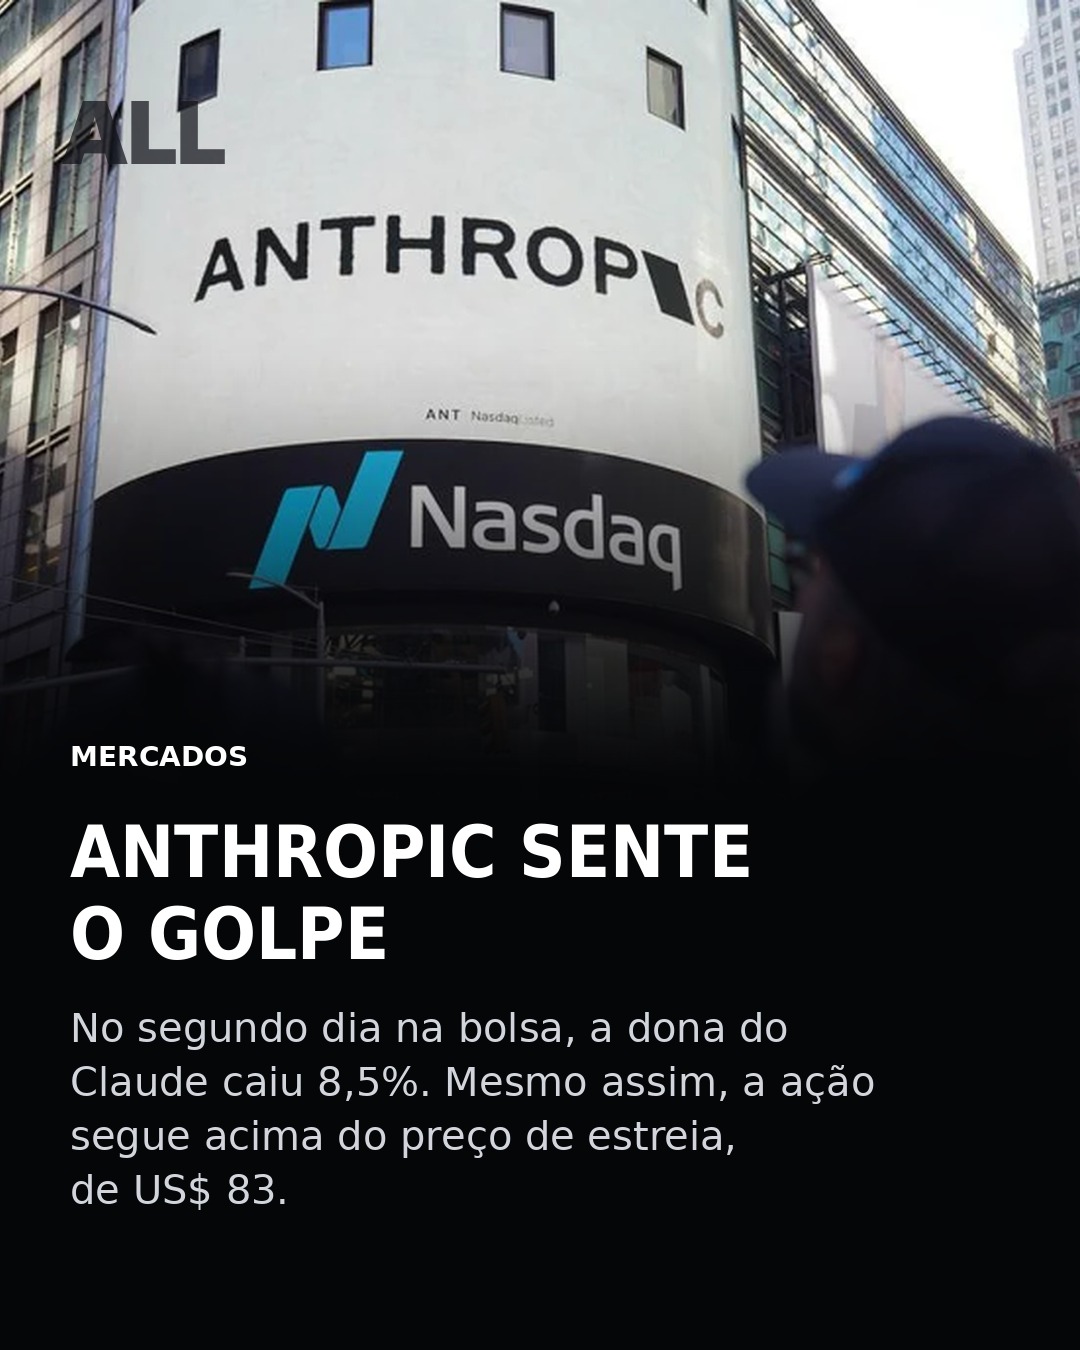 ALL
ANTHROP\C
ANT Nasdaq Listed
Nasdaq
MERCADOS
ANTHROPIC SENTE
O GOLPE
No segundo dia na bolsa, a dona do
Claude caiu 8,5%. Mesmo assim, a ação
segue acima do preço de estreia,
de US$ 83.